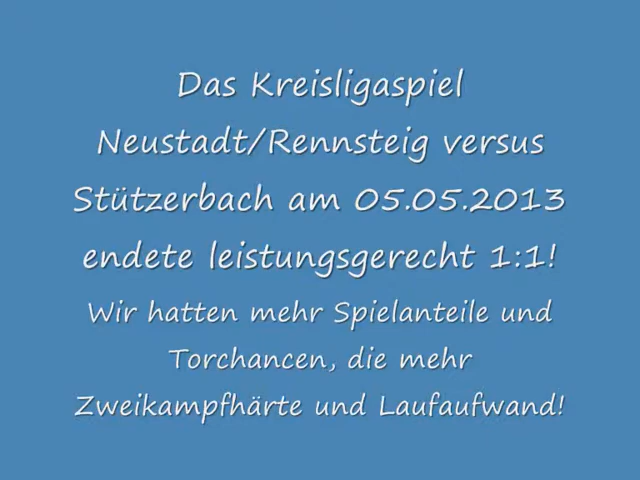 Das Kreisligaspiel
Neustadt/Rennsteig versus
Stützerbach am 05.05.2013
endete leistungsgerecht 1:1!
Wir hatten mehr Spielanteile und
Torchancen, die mehr
Zweikampfhärte und Laufaufwand!